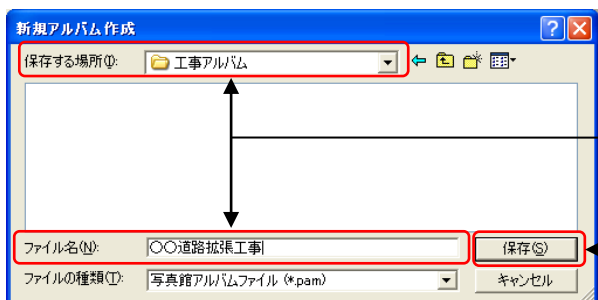 新規アルバム作成
保存する場所(I): 工事アルバム
ファイル名(N): 〇〇道路拡張工事 保存(S)
ファイルの種類(T): 写真館アルバムファイル (*.pam) キャンセル